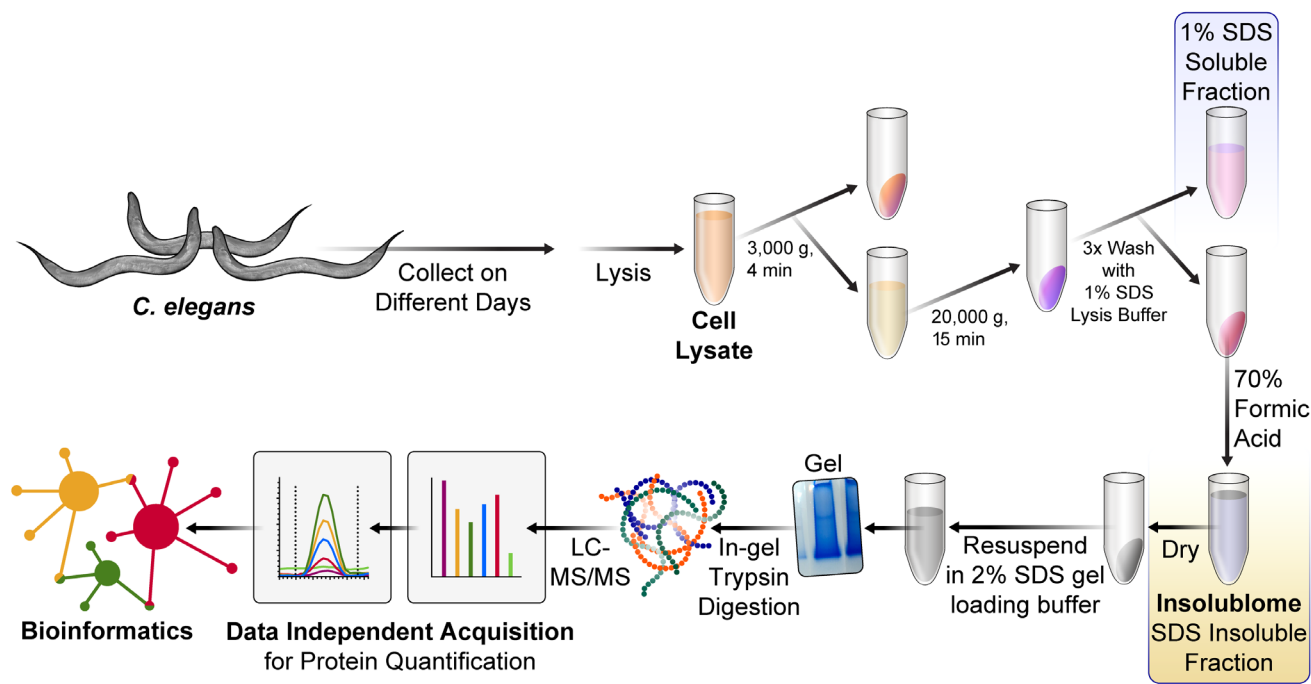 1% SDS
Soluble
Fraction
C. elegans
Collect on
Different Days
Lysis
Cell
Lysate
3,000 g,
4 min
20,000 g,
15 min
3x Wash
with
1% SDS
Lysis Buffer
70%
Formic
Acid
Insolublome
SDS Insoluble
Fraction
Dry
Resuspend
in 2% SDS gel
loading buffer
Gel
In-gel
Trypsin
Digestion
LC-
MS/MS
Data Independent Acquisition
for Protein Quantification
Bioinformatics